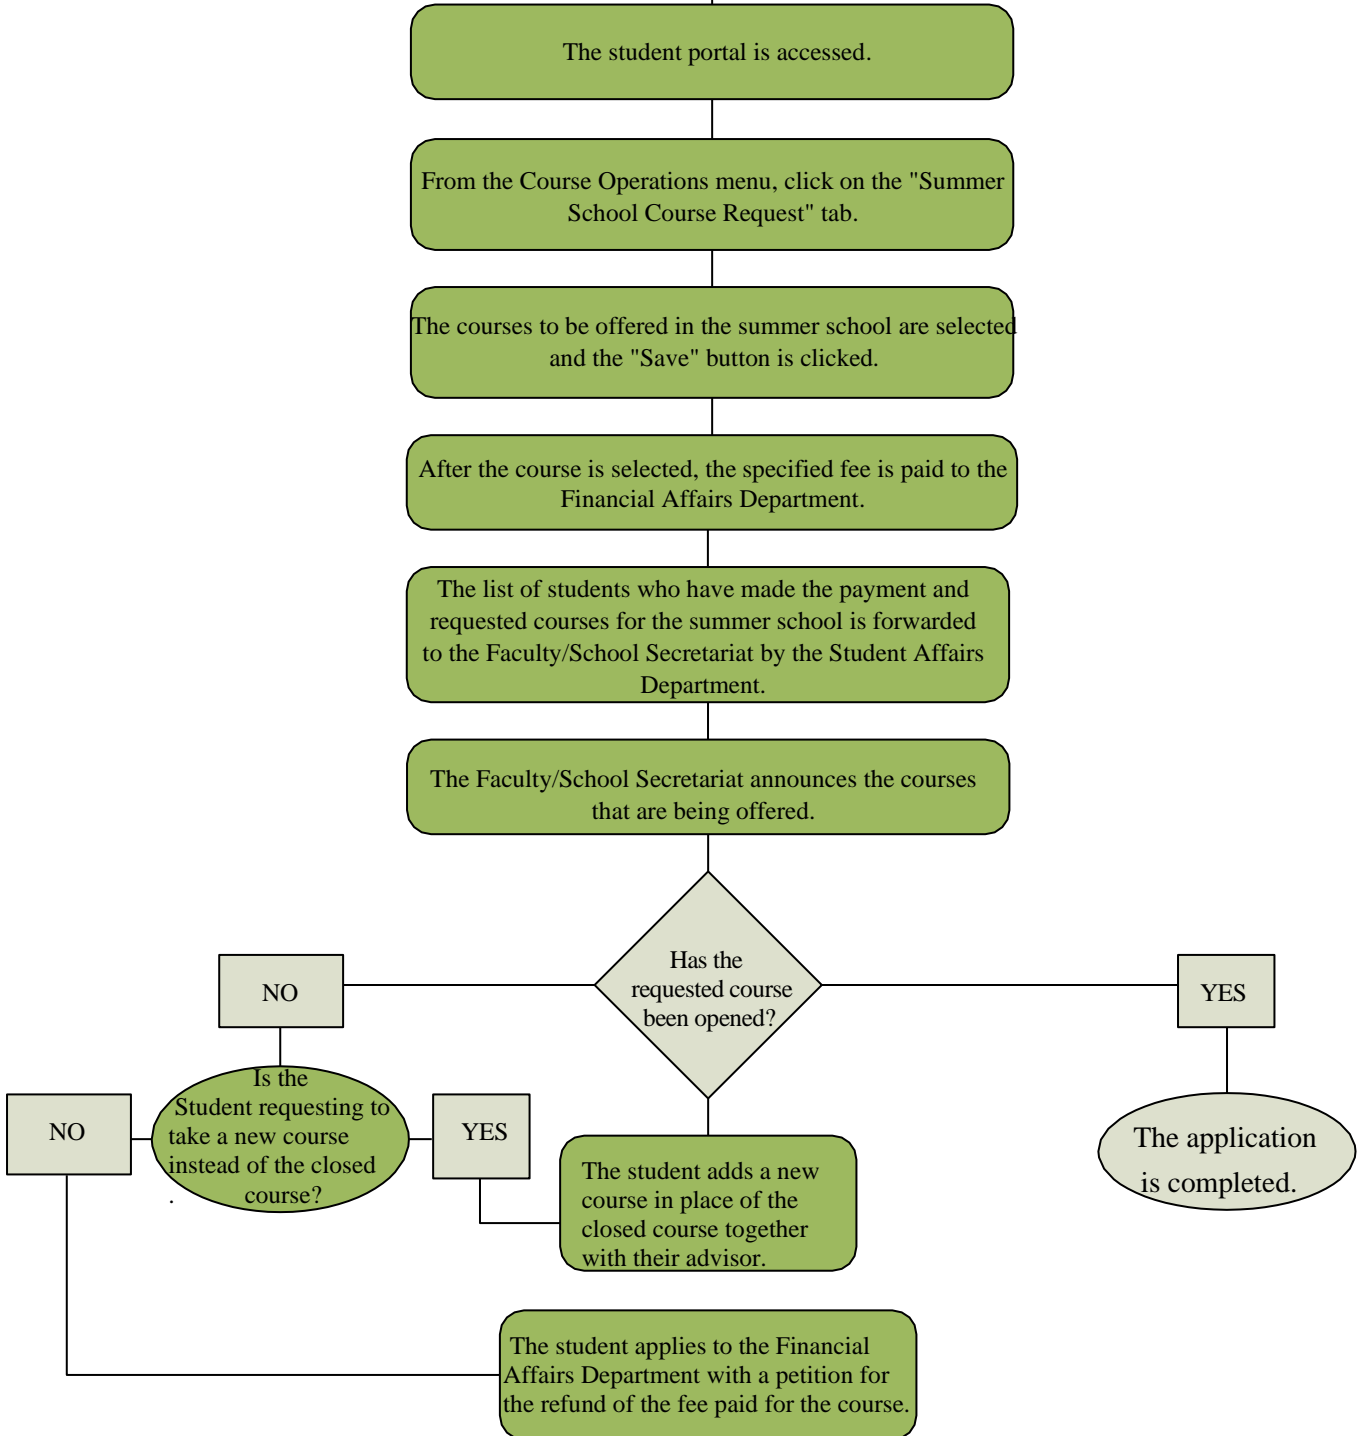 The student portal is accessed.
From the Course Operations menu, click on the "Summer
School Course Request" tab.
The courses to be offered in the summer school are selected
and the "Save" button is clicked.
After the course is selected, the specified fee is paid to the
Financial Affairs Department.
The list of students who have made the payment and
requested courses for the summer school is forwarded
to the Faculty/School Secretariat by the Student Affairs
Department.
The Faculty/School Secretariat announces the courses
that are being offered.
Has the
requested course
been opened?
NO
YES
Is the
Student requesting to
take a new course
instead of the closed
course?
.
NO
YES
The student adds a new
course in place of the
closed course together
with their advisor.
The application
is completed.
The student applies to the Financial
Affairs Department with a petition for
the refund of the fee paid for the course.